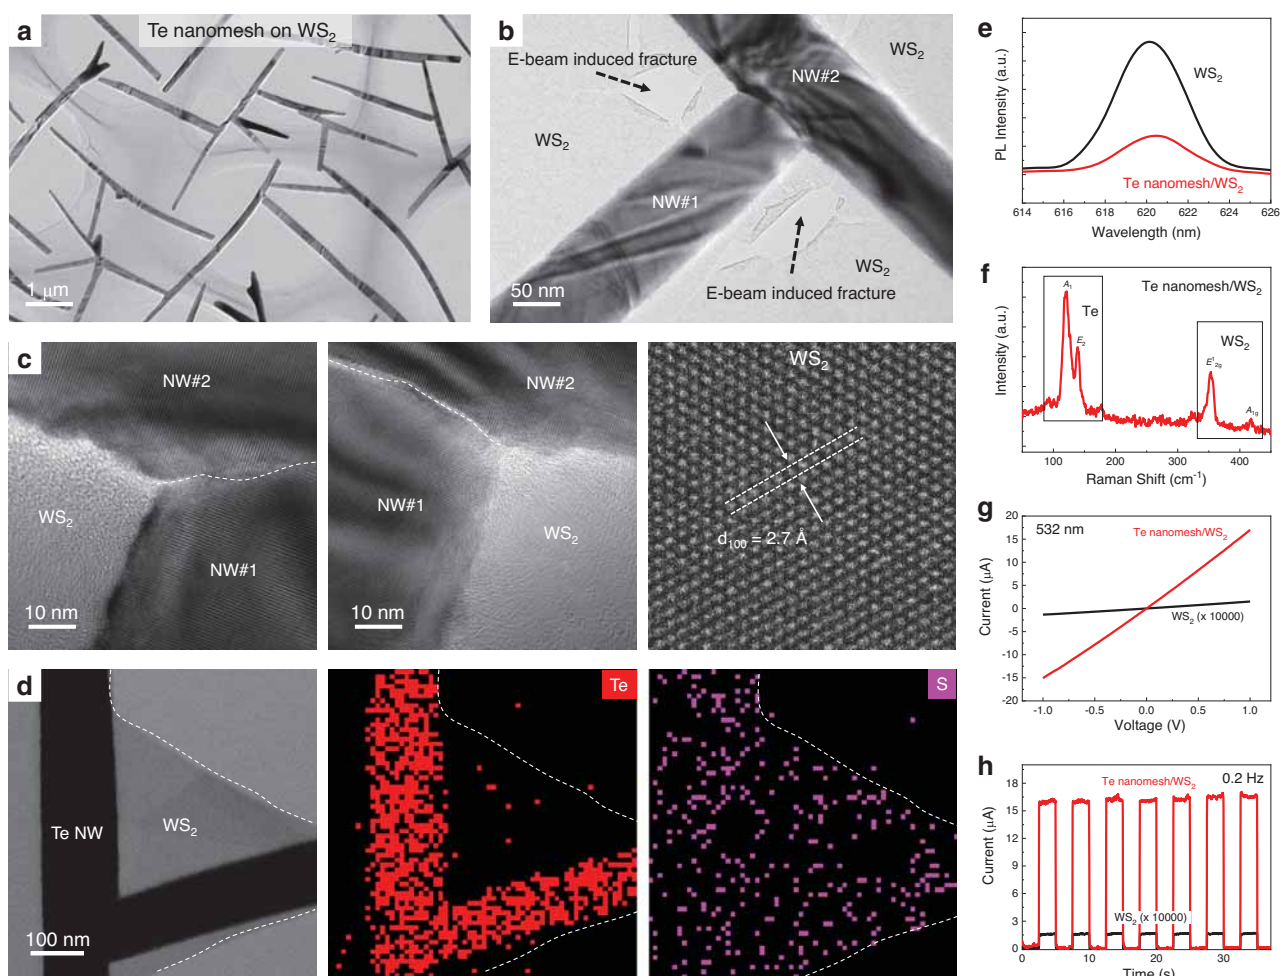 a
Te nanomesh on WS2
1 μm
b
E-beam induced fracture
NW#2
WS2
WS2
NW#1
WS2
E-beam induced fracture
50 nm
c
NW#2
WS2
NW#1
10 nm
NW#2
NW#1
WS2
10 nm
WS2
d100 = 2.7 Å
d
Te NW
WS2
100 nm
Te
S
e
PL Intensity (a.u.)
WS2
Te nanomesh/WS2
614 616 618 620 622 624 626
Wavelength (nm)
f
Intensity (a.u.)
Te nanomesh/WS2
A1
Te
E2
WS2
E12g
A1g
100 200 300 400
Raman Shift (cm-1)
g
Current (μA)
20
15
10
5
0
-5
-10
-15
-20
532 nm
Te nanomesh/WS2
WS2 (x 10000)
-1.0 -0.5 0.0 0.5 1.0
Voltage (V)
h
Current (μA)
18
15
12
9
6
3
0
Te nanomesh/WS2
0.2 Hz
WS2 (x 10000)
0 10 20 30
Time (s)